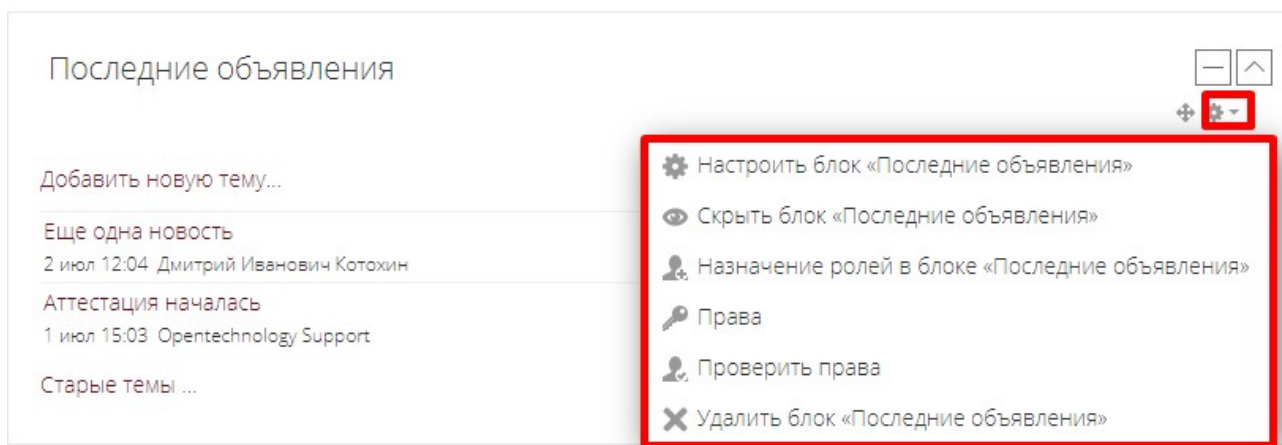 Последние объявления
Добавить новую тему...
Еще одна новость
2 июл 12:04 Дмитрий Иванович Котохин
Аттестация началась
1 июл 15:03 Opentechnology Support
Старые темы ...
Настроить блок «Последние объявления»
Скрыть блок «Последние объявления»
Назначение ролей в блоке «Последние объявления»
Права
Проверить права
Удалить блок «Последние объявления»